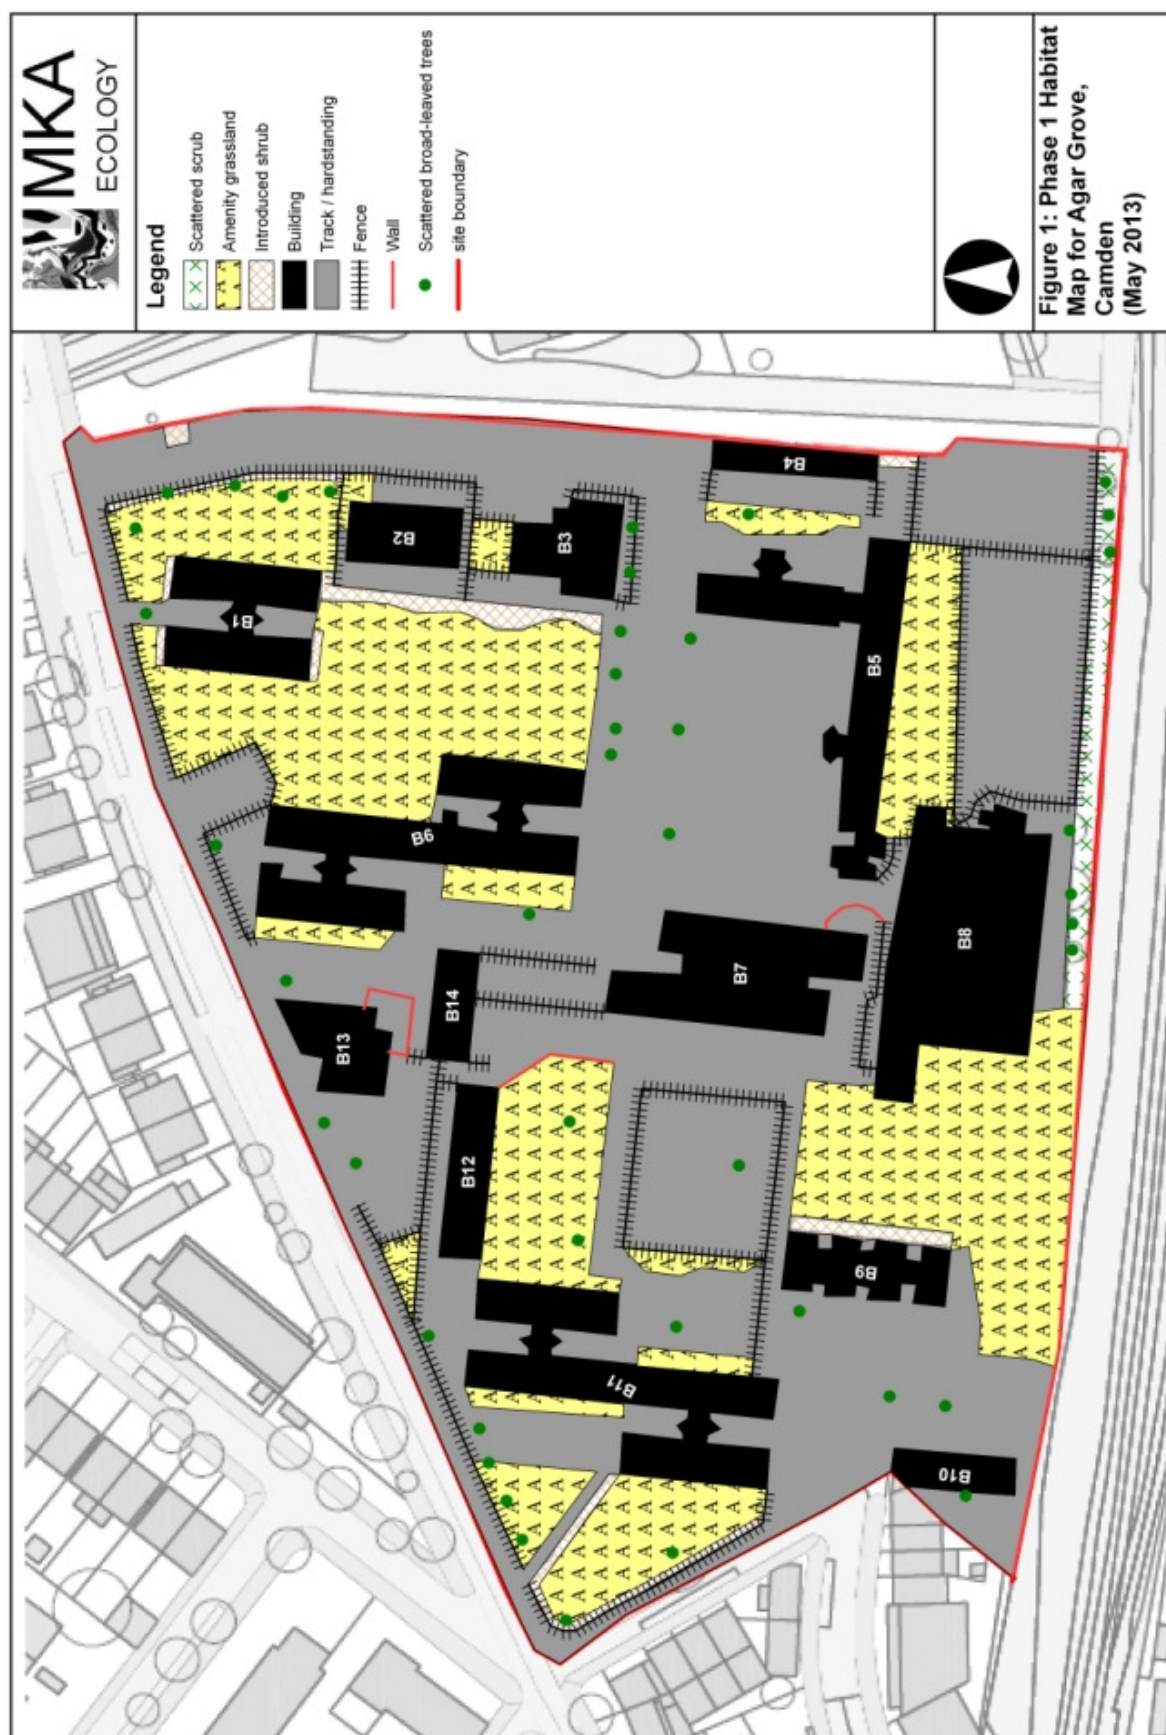 MKA
ECOLOGY
Legend
Scattered scrub
Amenity grassland
Introduced shrub
Building
Track / hardstanding
Fence
Wall
Scattered broad-leaved trees
site boundary
Figure 1: Phase 1 Habitat
Map for Agar Grove,
Camden
(May 2013)
B1
B2
B3
B4
B5
B6
B7
B8
B9
B10
B11
B12
B13
B14